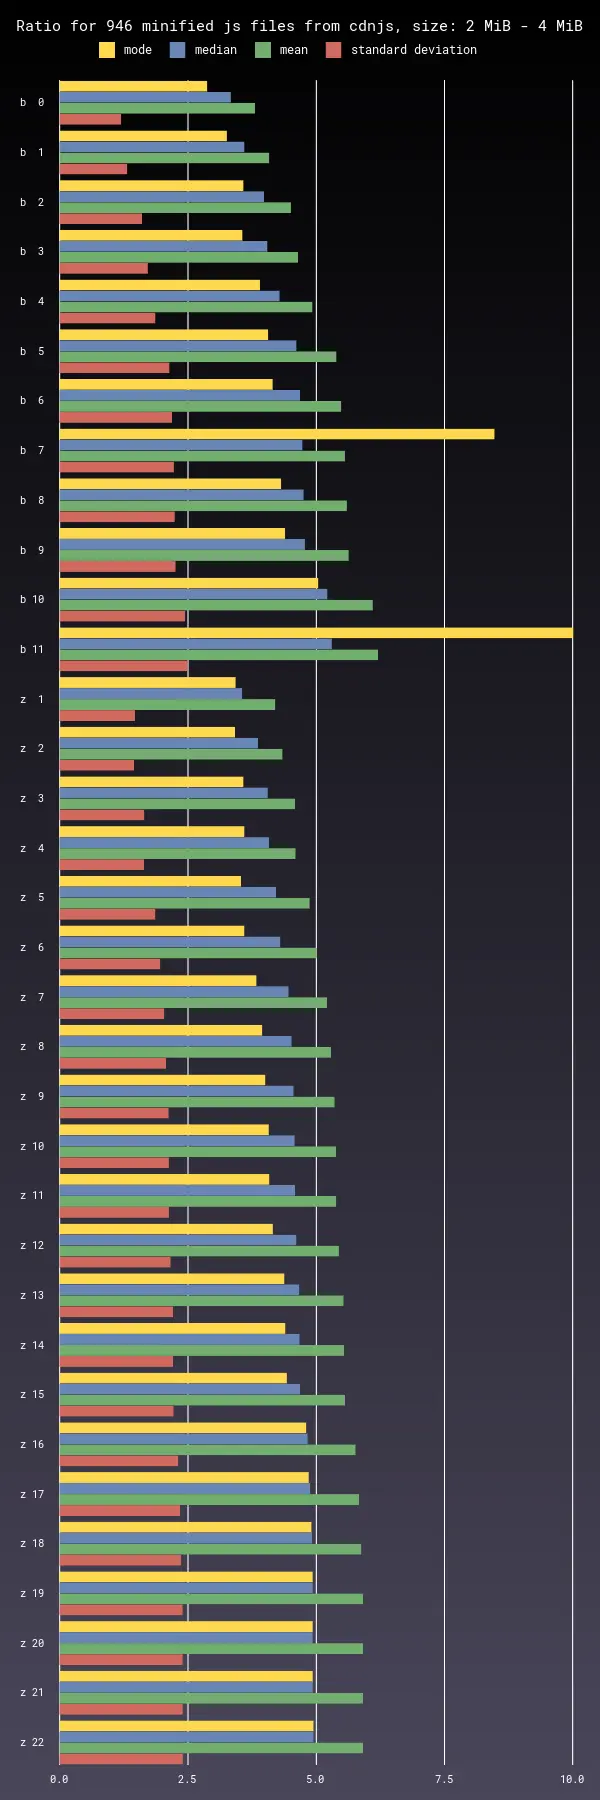 Ratio for 946 minified js files from cdnjs, size: 2 MiB - 4 MiB
mode median mean standard deviation
b 0
b 1
b 2
b 3
b 4
b 5
b 6
b 7
b 8
b 9
b 10
b 11
z 1
z 2
z 3
z 4
z 5
z 6
z 7
z 8
z 9
z 10
z 11
z 12
z 13
z 14
z 15
z 16
z 17
z 18
z 19
z 20
z 21
z 22
0.0 2.5 5.0 7.5 10.0